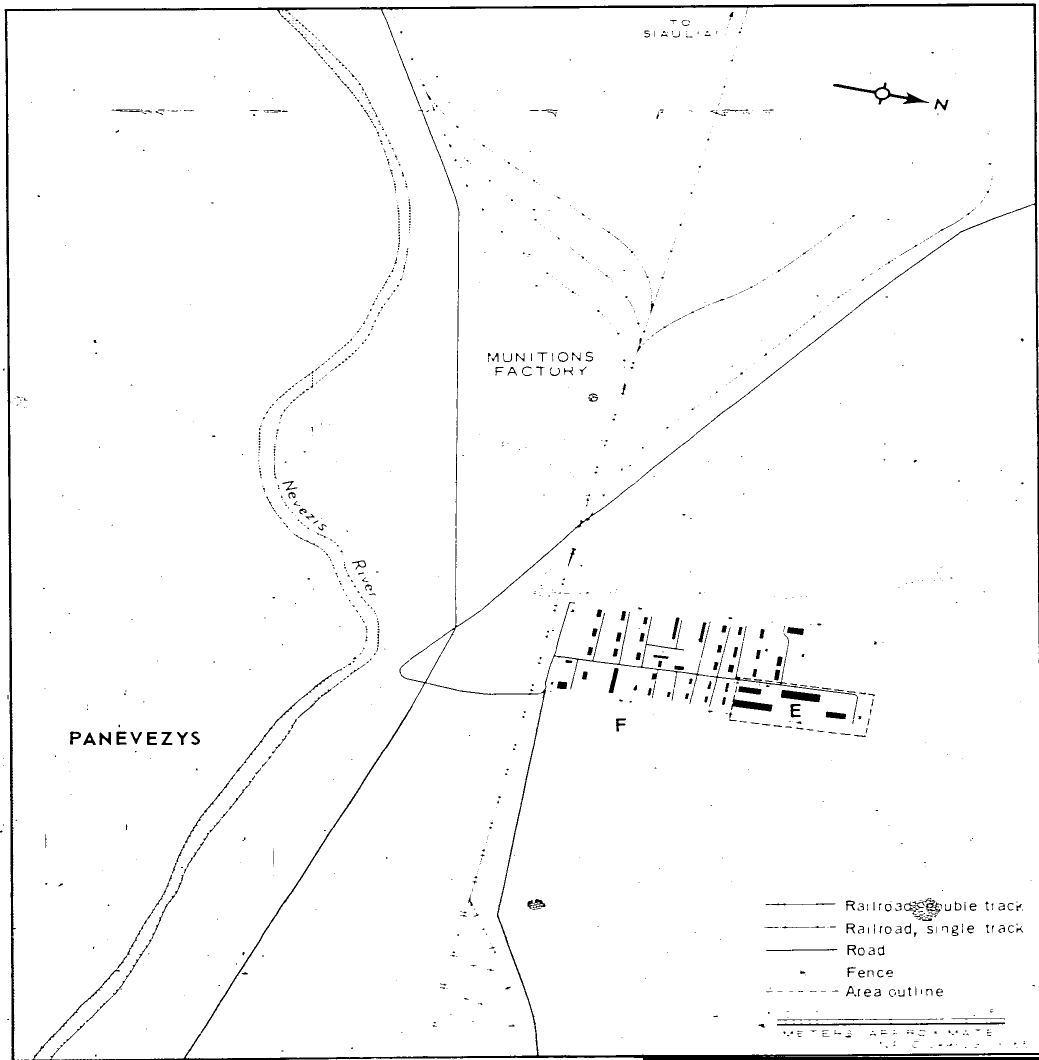 TO
SIAULIAI
N
MUNITIONS
FACTORY
Nevezis
River
PANEVEZYS
F
E
Railroad, double track
Railroad, single track
Road
Fence
Area outline
METERS APPROXIMATE